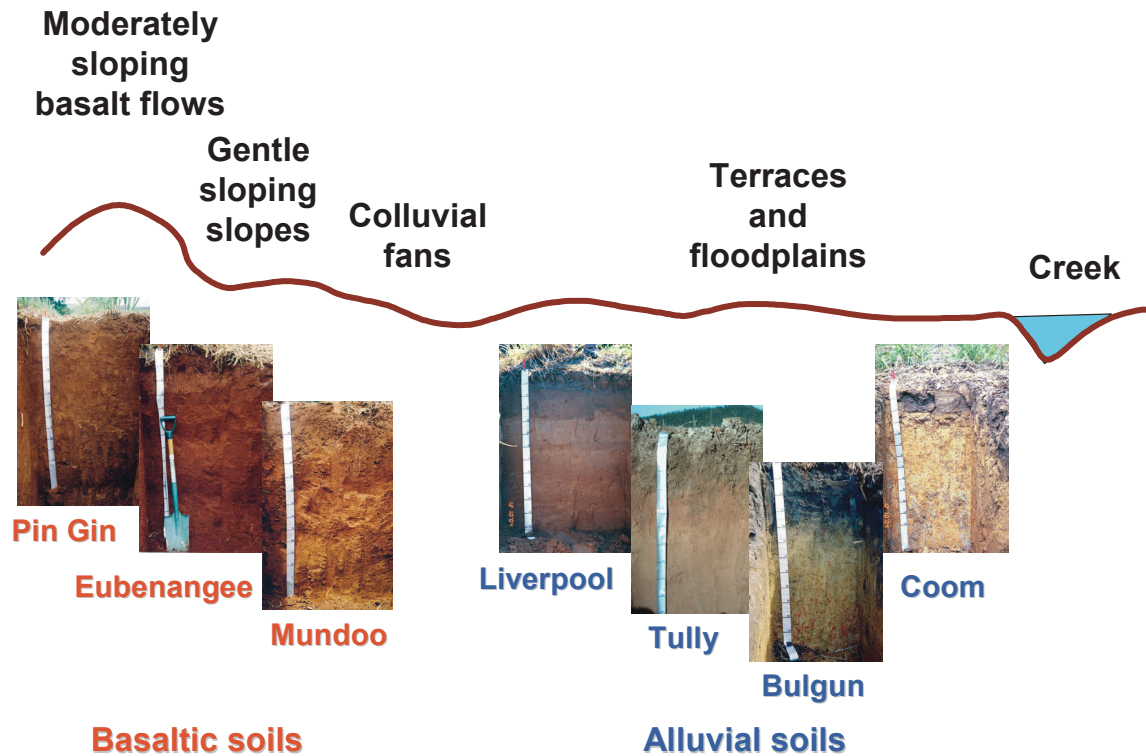 Moderately
sloping
basalt flows
Gentle
sloping
slopes
Colluvial
fans
Terraces
and
floodplains
Creek
Pin Gin
Eubenangee
Mundoo
Liverpool
Tully
Bulgun
Coom
Basaltic soils
Alluvial soils